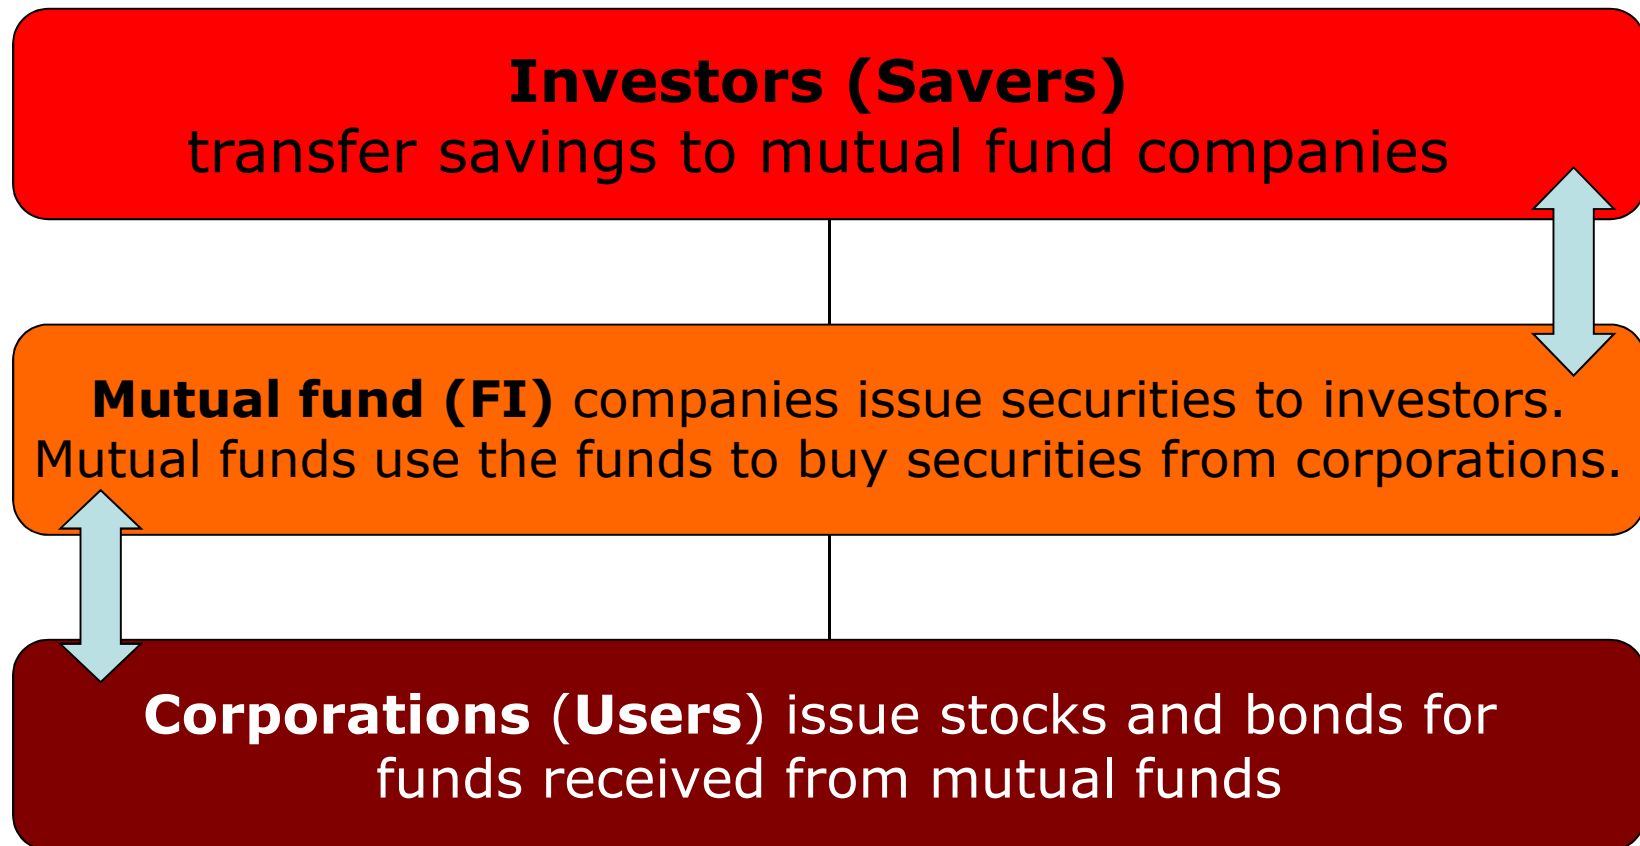 Investors (Savers)
transfer savings to mutual fund companies
Mutual fund (FI) companies issue securities to investors.
Mutual funds use the funds to buy securities from corporations.
Corporations (Users) issue stocks and bonds for
funds received from mutual funds